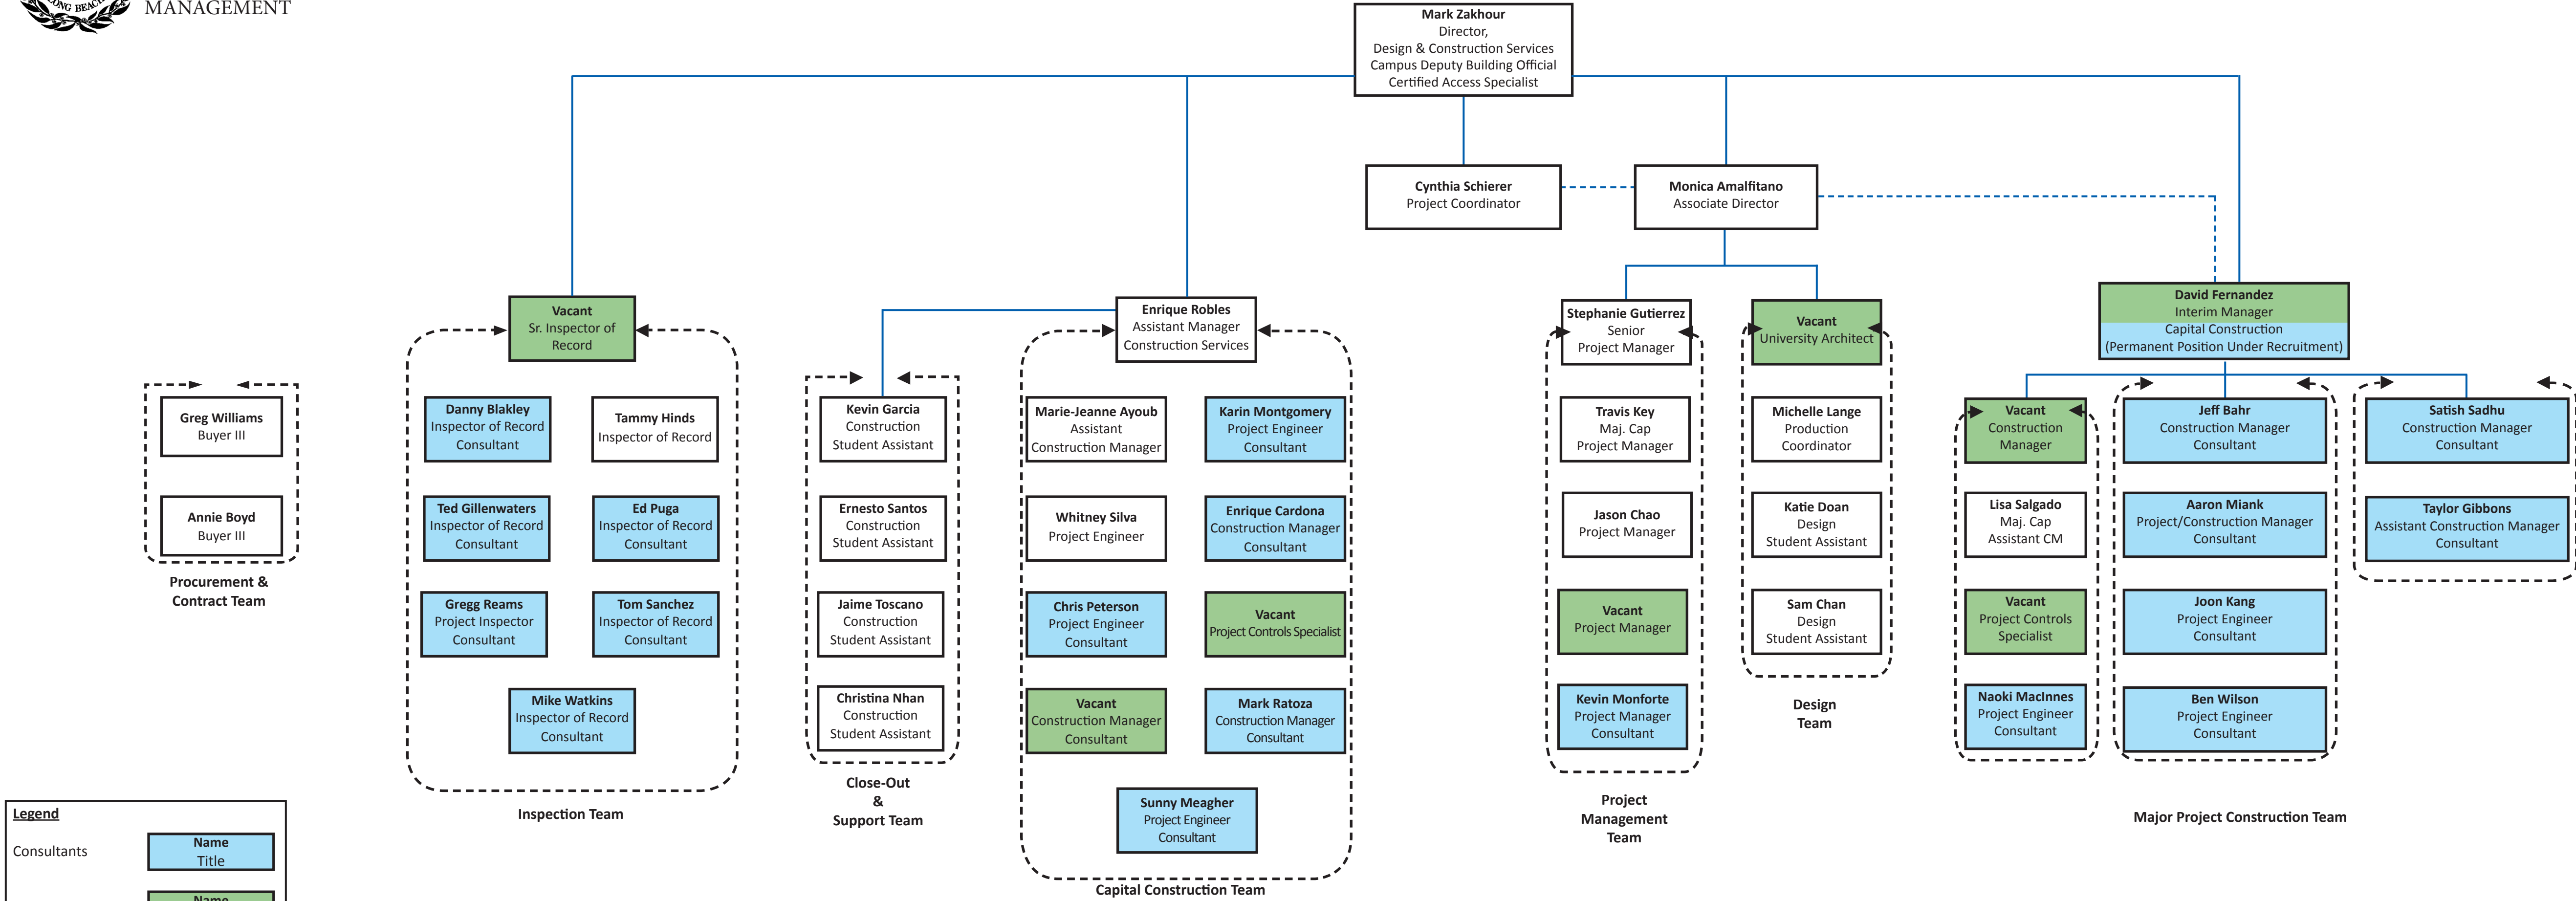 LONG BEACH
MANAGEMENT
Mark Zakhour
Director,
Design & Construction Services
Campus Deputy Building Official
Certified Access Specialist
Cynthia Schierer
Project Coordinator
Monica Amalfitano
Associate Director
Vacant
Sr. Inspector of
Record
Enrique Robles
Assistant Manager
Construction Services
Stephanie Gutierrez
Senior
Project Manager
Vacant
University Architect
David Fernandez
Interim Manager
Capital Construction
(Permanent Position Under Recruitment)
Greg Williams
Buyer III
Annie Boyd
Buyer III
Procurement &
Contract Team
Danny Blakley
Inspector of Record
Consultant
Tammy Hinds
Inspector of Record
Ted Gillenwaters
Inspector of Record
Consultant
Ed Puga
Inspector of Record
Consultant
Gregg Reams
Project Inspector
Consultant
Tom Sanchez
Inspector of Record
Consultant
Mike Watkins
Inspector of Record
Consultant
Inspection Team
Kevin Garcia
Construction
Student Assistant
Ernesto Santos
Construction
Student Assistant
Jaime Toscano
Construction
Student Assistant
Christina Nhan
Construction
Student Assistant
Close-Out
&
Support Team
Marie-Jeanne Ayoub
Assistant
Construction Manager
Karin Montgomery
Project Engineer
Consultant
Whitney Silva
Project Engineer
Enrique Cardona
Construction Manager
Consultant
Chris Peterson
Project Engineer
Consultant
Vacant
Project Controls Specialist
Vacant
Construction Manager
Consultant
Mark Ratoza
Construction Manager
Consultant
Sunny Meagher
Project Engineer
Consultant
Capital Construction Team
Travis Key
Maj. Cap
Project Manager
Jason Chao
Project Manager
Vacant
Project Manager
Kevin Monforte
Project Manager
Consultant
Project
Management
Team
Michelle Lange
Production
Coordinator
Katie Doan
Design
Student Assistant
Sam Chan
Design
Student Assistant
Design
Team
Vacant
Construction
Manager
Lisa Salgado
Maj. Cap
Assistant CM
Vacant
Project Controls
Specialist
Naoki MacInnes
Project Engineer
Consultant
Jeff Bahr
Construction Manager
Consultant
Aaron Miank
Project/Construction Manager
Consultant
Joon Kang
Project Engineer
Consultant
Ben Wilson
Project Engineer
Consultant
Satish Sadhu
Construction Manager
Consultant
Taylor Gibbons
Assistant Construction Manager
Consultant
Major Project Construction Team
Legend
Consultants
Name
Title
Name